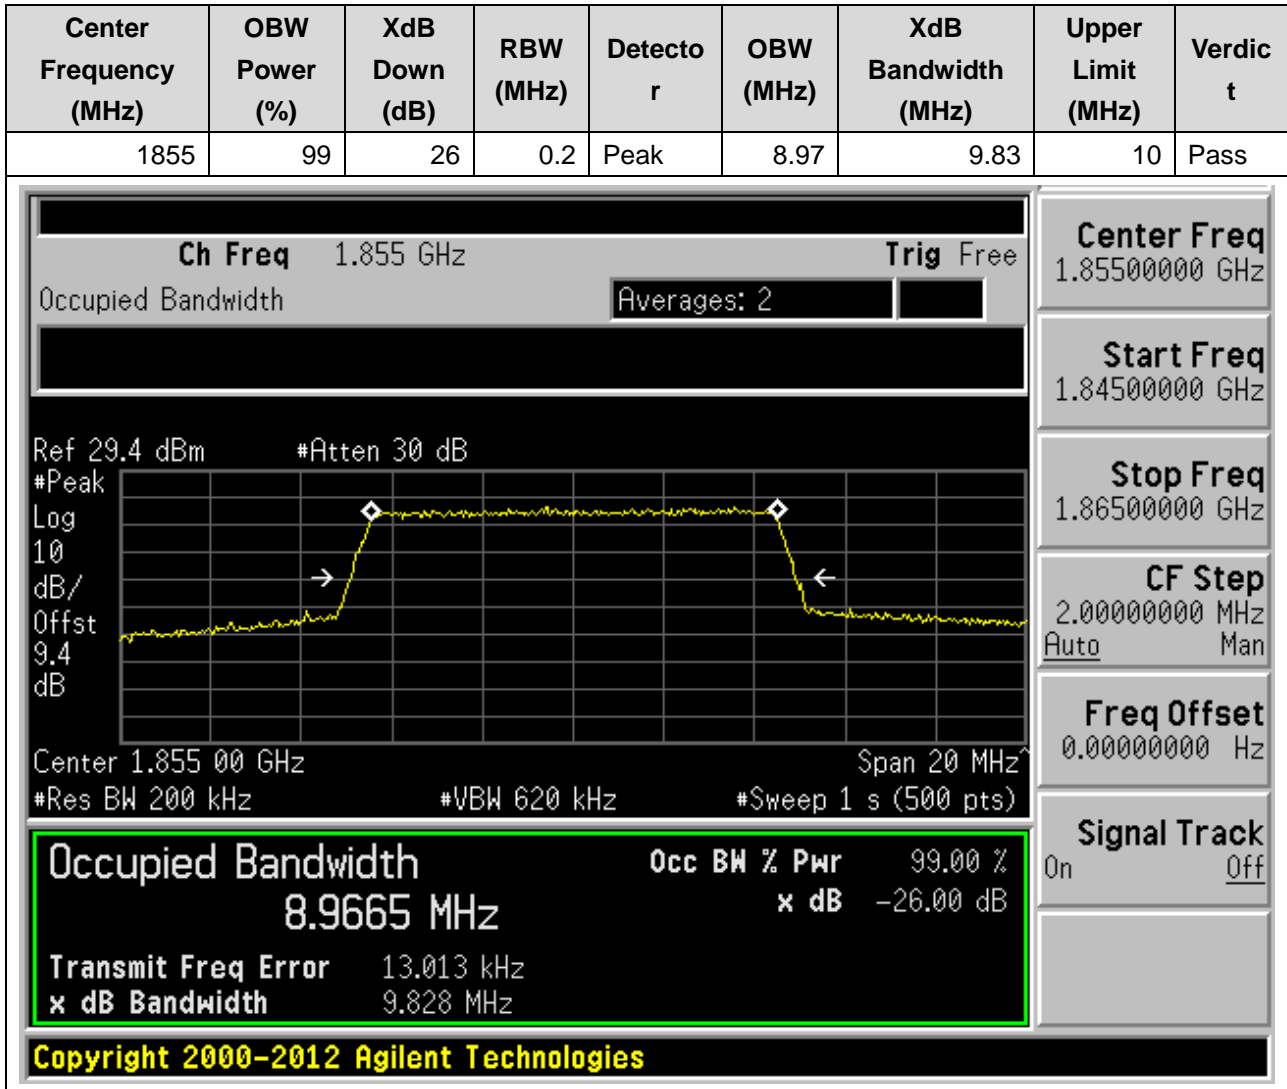 Center Frequency (MHz) OBW Power (%) XdB Down (dB) RBW (MHz) Detecto r OBW (MHz) XdB Bandwidth (MHz) Upper Limit (MHz) Verdic t
1855 99 26 0.2 Peak 8.97 9.83 10 Pass
Ch Freq 1.855 GHz Trig Free
Occupied Bandwidth Averages: 2
Ref 29.4 dBm #Atten 30 dB
#Peak
Log
10
dB/
Offst
9.4
dB
Center 1.855 00 GHz Span 20 MHz^
#Res BW 200 kHz #VBW 620 kHz #Sweep 1 s (500 pts)
Occupied Bandwidth Occ BW % Pwr 99.00 %
8.9665 MHz x dB -26.00 dB
Transmit Freq Error 13.013 kHz
x dB Bandwidth 9.828 MHz
Copyright 2000-2012 Agilent Technologies
Center Freq
1.85500000 GHz
Start Freq
1.84500000 GHz
Stop Freq
1.86500000 GHz
CF Step
2.00000000 MHz
Auto Man
Freq Offset
0.00000000 Hz
Signal Track
On Off